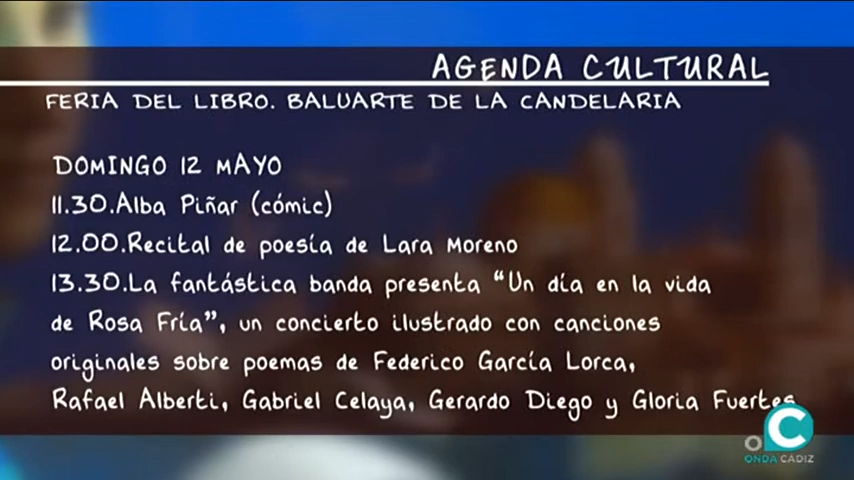 AGENDA CULTURAL
FERIA DEL LIBRO. BALUARTE DE LA CANDELARIA
DOMINGO 12 MAYO
11.30.Alba Piñar (cómic)
12.00.Recital de poesía de Lara Moreno
13.30.La fantástica banda presenta “Un día en la vida
de Rosa Fría”, un concierto ilustrado con canciones
originales sobre poemas de Federico García Lorca,
Rafael Alberti, Gabriel Celaya, Gerardo Diego y Gloria Fuertes
OC
ONDA CÁDIZ